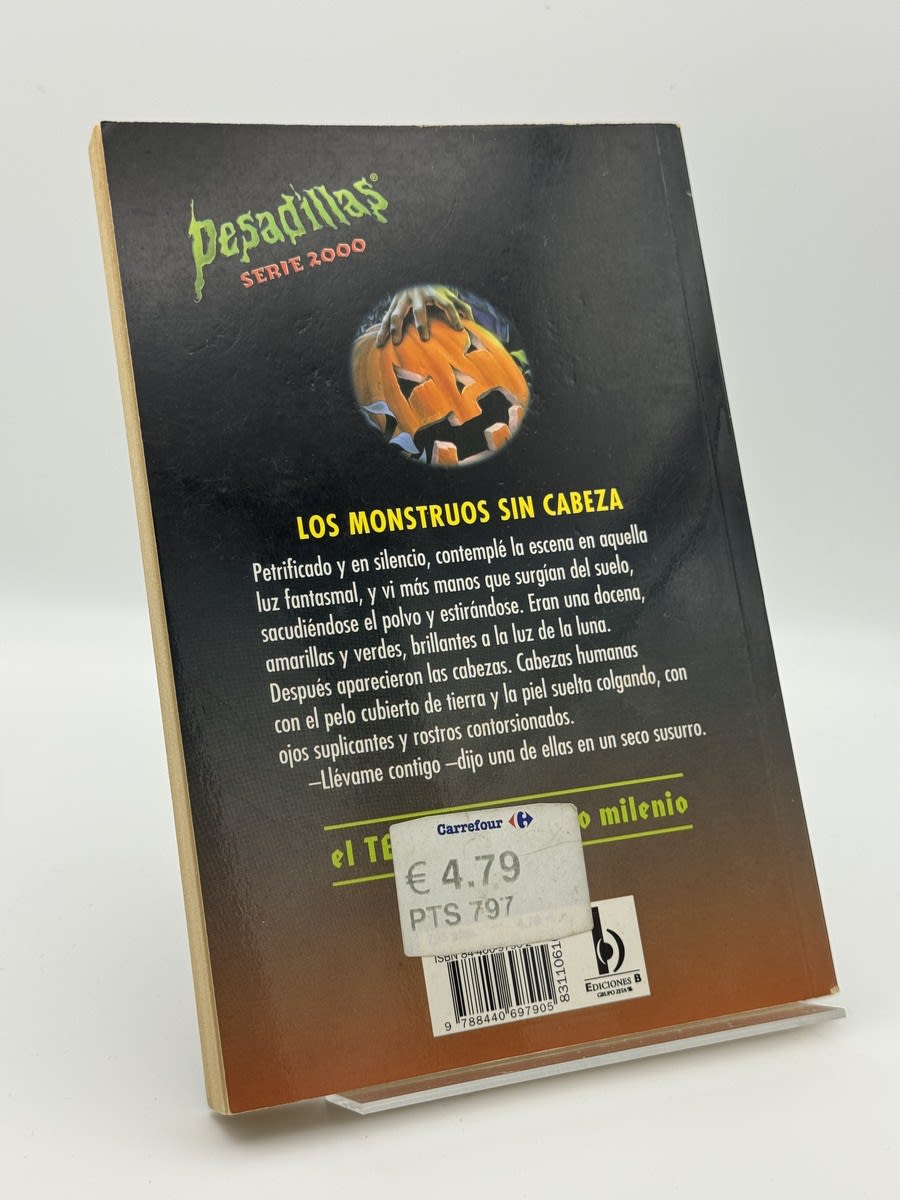 Pesadillas®
SERIE 2000
LOS MONSTRUOS SIN CABEZA
Petrificado y en silencio, contemplé la escena en aquella
luz fantasmal, y vi más manos que surgían del suelo,
sacudiéndose el polvo y estirándose. Eran una docena,
amarillas y verdes, brillantes a la luz de la luna.
Después aparecieron las cabezas. Cabezas humanas
con el pelo cubierto de tierra y la piel suelta colgando, con
ojos suplicantes y rostros contorsionados.
–Llévame contigo –dijo una de ellas en un seco susurro.
el milenio
Carrefour
€ 4.79
PTS 797
ISBN
9 788440 697905
EDICIONES B
GRUPO ZETA